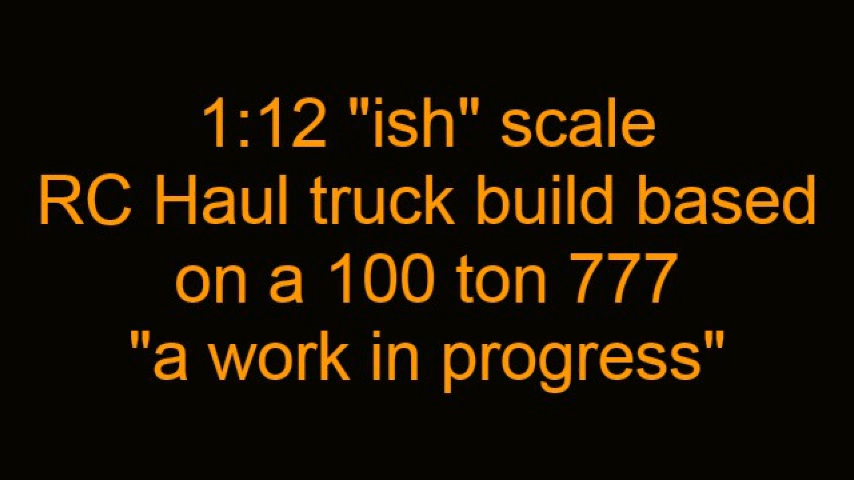 1:12 "ish" scale
RC Haul truck build based
on a 100 ton 777
"a work in progress"